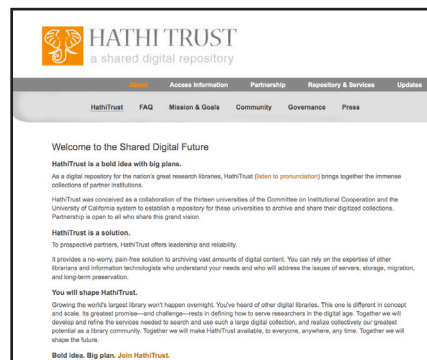 HATHI TRUST
a shared digital repository
About Access Information Partnership Repository & Services Updates
HathiTrust FAQ Mission & Goals Community Governance Press
Welcome to the Shared Digital Future
HathiTrust is a bold idea with big plans.
As a digital repository for the nation's great research libraries, HathiTrust (listen to pronunciation) brings together the immense
collections of partner institutions.
HathiTrust was conceived as a collaboration of the thirteen universities of the Committee on Institutional Cooperation and the
University of California system to establish a repository for these universities to archive and share their digitized collections.
Partnership is open to all who share this grand vision.
HathiTrust is a solution.
To prospective partners, HathiTrust offers leadership and reliability.
It provides a no-worry, pain-free solution to archiving vast amounts of digital content. You can rely on the expertise of other
librarians and information technologists who understand your needs and who will address the issues of servers, storage, migration,
and long-term preservation.
You will shape HathiTrust.
Growing the world's largest library won't happen overnight. You've heard of other digital libraries. This one is different in concept
and scale. Its greatest promise—and challenge—rests in defining how to serve researchers in the digital age. Together we will
develop and refine the services needed to search and use such a large digital collection, and realize collectively our greatest
potential as a library community. Together we will make HathiTrust available, to everyone, anywhere, any time. Together we will
shape the future.
Bold idea. Big plan. Join HathiTrust.